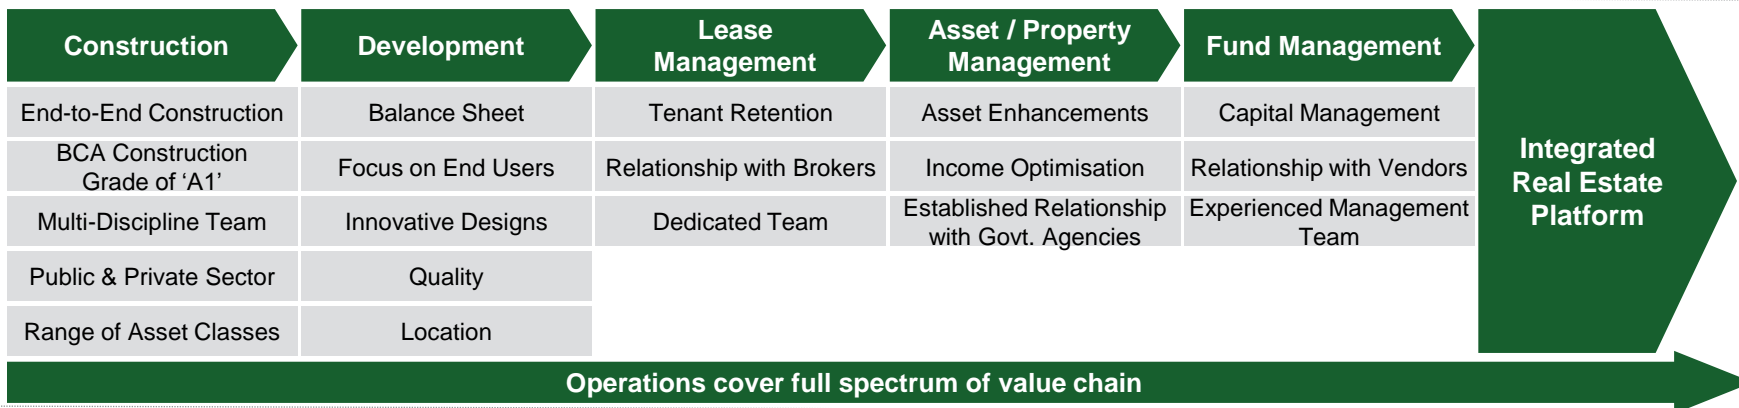 Construction
Development
Lease
Management
Asset / Property
Management
Fund Management
End-to-End Construction
Balance Sheet
Tenant Retention
Asset Enhancements
Capital Management
BCA Construction
Grade of ‘A1’
Focus on End Users
Relationship with Brokers
Income Optimisation
Relationship with Vendors
Multi-Discipline Team
Innovative Designs
Dedicated Team
Established Relationship
with Govt. Agencies
Experienced Management
Team
Public & Private Sector
Quality
Range of Asset Classes
Location
Integrated
Real Estate
Platform
Operations cover full spectrum of value chain